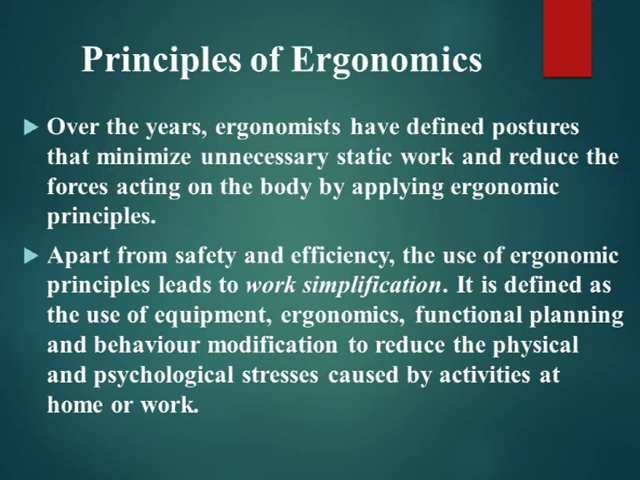 Principles of Ergonomics
Over the years, ergonomists have defined postures
that minimize unnecessary static work and reduce the
forces acting on the body by applying ergonomic
principles.
Apart from safety and efficiency, the use of ergonomic
principles leads to work simplification. It is defined as
the use of equipment, ergonomics, functional planning
and behaviour modification to reduce the physical
and psychological stresses caused by activities at
home or work.